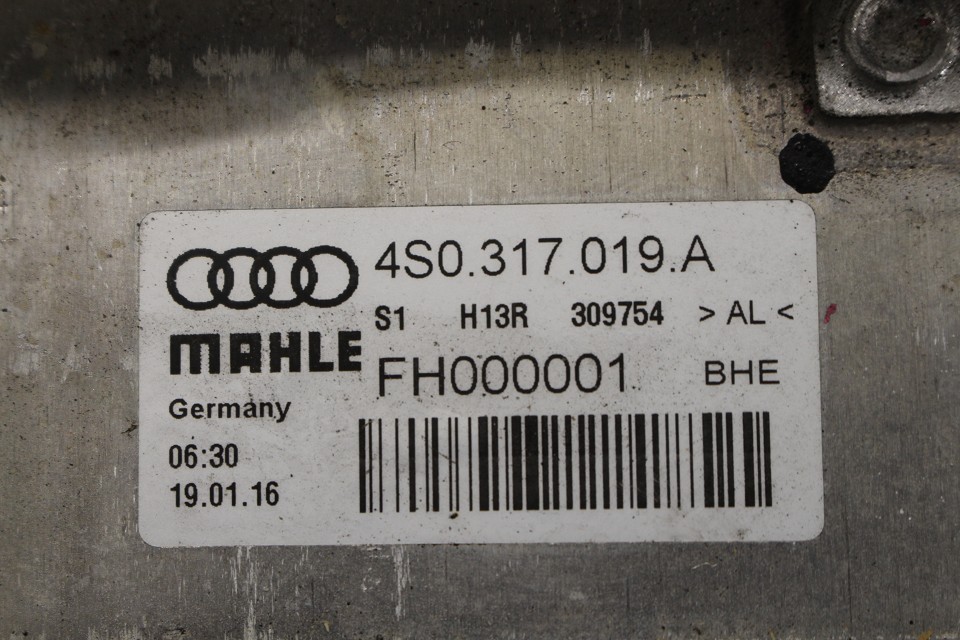 4S0.317.019.A
S1 H13R 309754 > AL <
MAHLE
FH000001 BHE
Germany
06:30
19.01.16